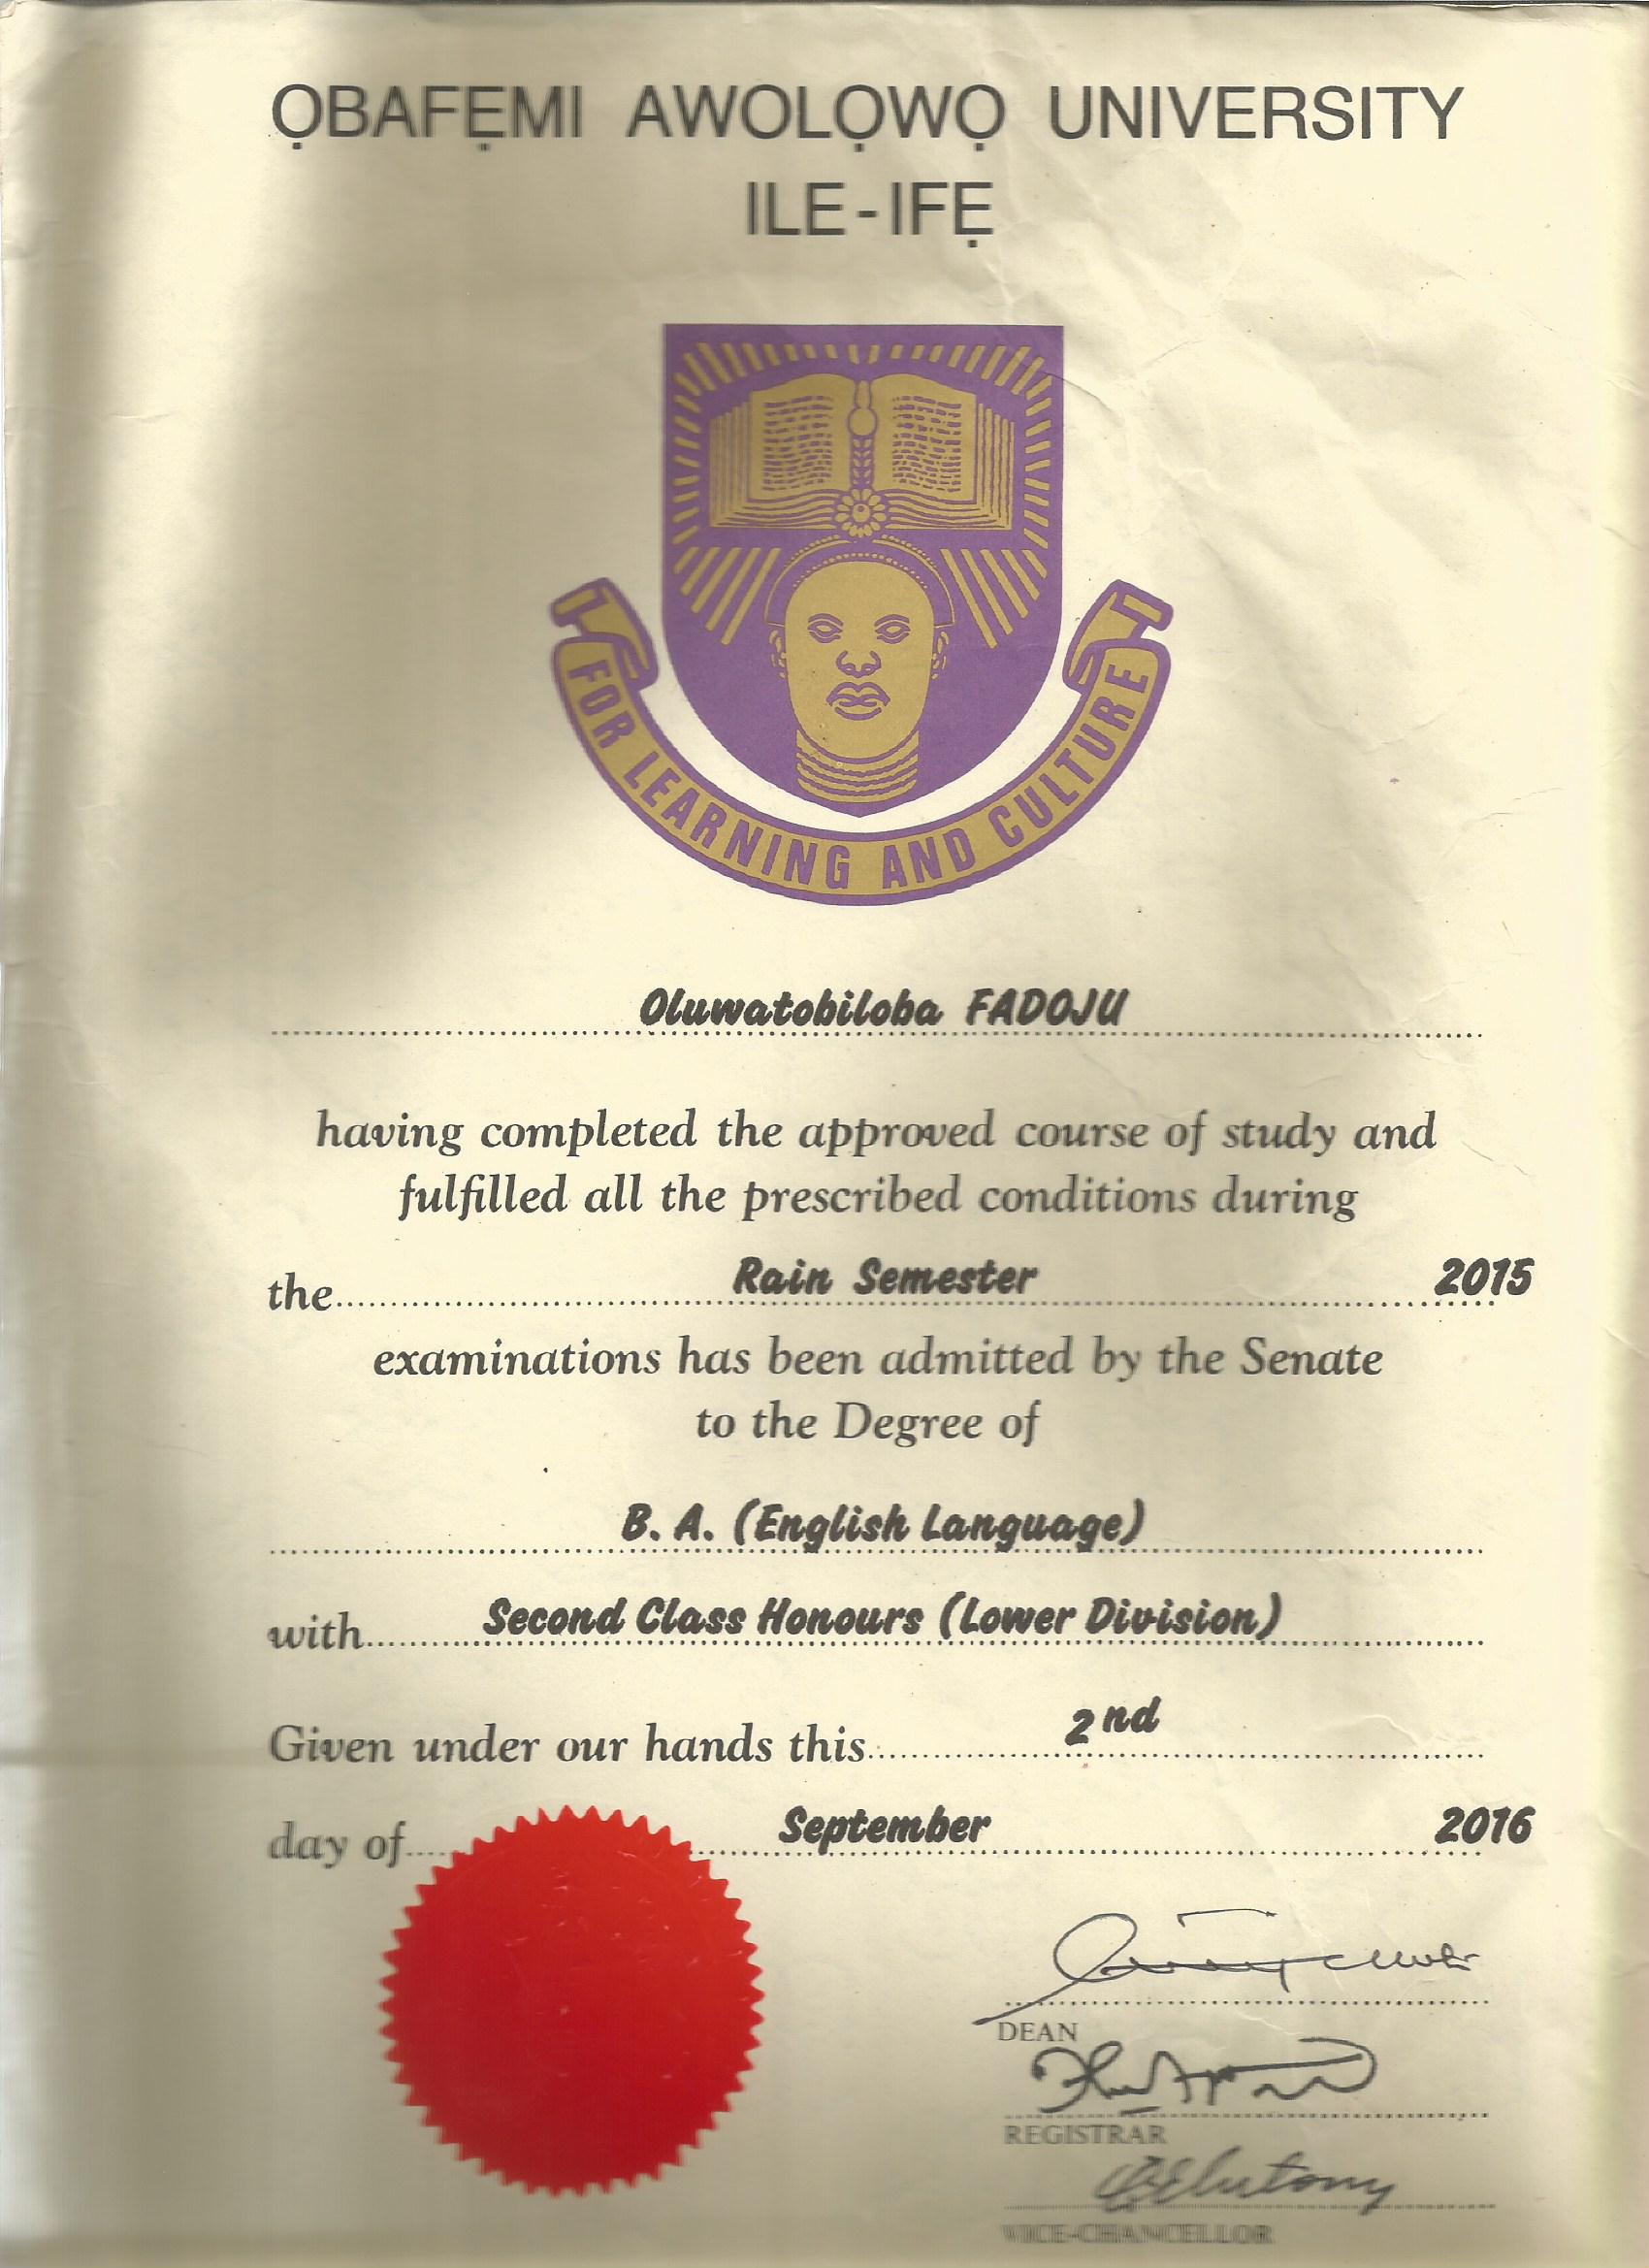 ỌBAFẸMI AWOLỌWỌ UNIVERSITY
ILE-IFẸ
FOR LEARNING AND CULTURE
Oluwatobiloba FADOJU
having completed the approved course of study and
fulfilled all the prescribed conditions during
the Rain Semester 2015
examinations has been admitted by the Senate
to the Degree of
B. A. (English Language)
with Second Class Honours (Lower Division)
Given under our hands this 2nd
day of September 2016
DEAN
REGISTRAR
VICE-CHANCELLOR